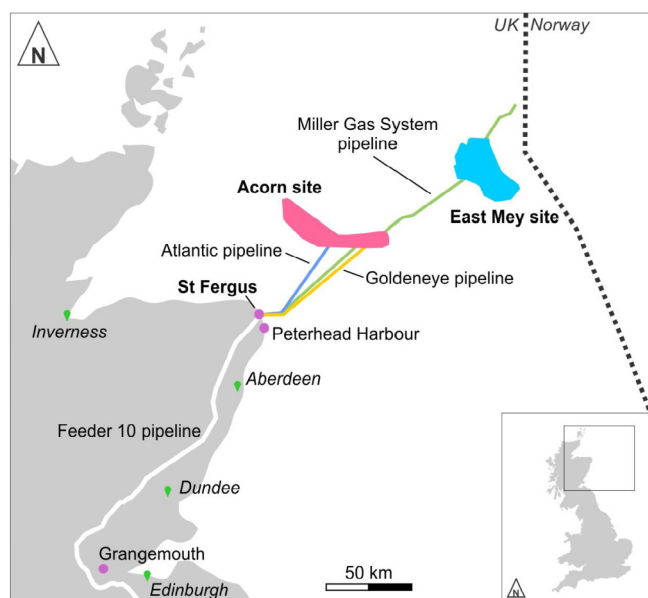 N
UK Norway
Miller Gas System
pipeline
Acorn site
East Mey site
Atlantic pipeline
Goldeneye pipeline
St Fergus
Peterhead Harbour
Inverness
Aberdeen
Feeder 10 pipeline
Dundee
Grangemouth
Edinburgh
50 km
N